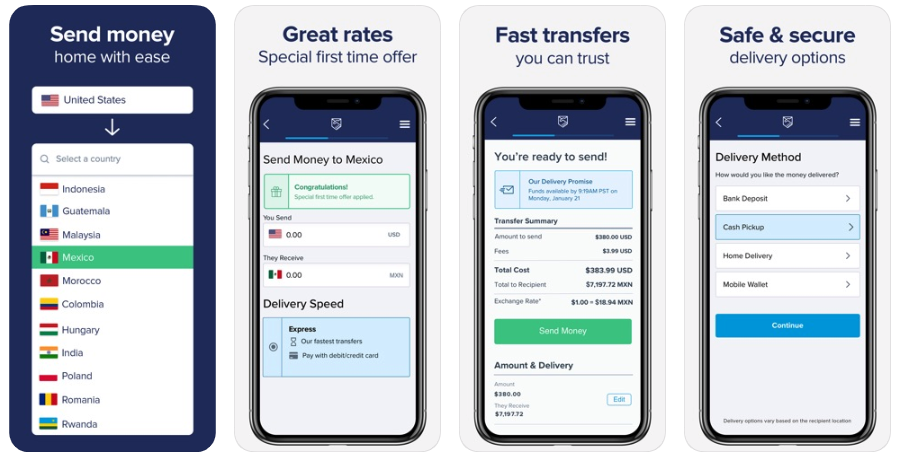 Send money
home with ease
United States
Select a country
Indonesia
Guatemala
Malaysia
Mexico
Morocco
Colombia
Hungary
India
Poland
Romania
Rwanda
Great rates
Special first time offer
Send Money to Mexico
Congratulations!
Special first time offer applied.
You Send
0.00 USD
They Receive
0.00 MXN
Delivery Speed
Express
Our fastest transfers
Pay with debit/credit card
Fast transfers
you can trust
You're ready to send!
Our Delivery Promise
Funds available by 9:19AM PST on
Monday, January 21
Transfer Summary
Amount to send $380.00 USD
Fees $3.99 USD
Total Cost $383.99 USD
Total to Recipient $7,197.72 MXN
Exchange Rate* $1.00 = $18.94 MXN
Send Money
Amount & Delivery
Amount
$380.00
Edit
They Receive
$7,197.72
Safe & secure
delivery options
Delivery Method
How would you like the money delivered?
Bank Deposit
Cash Pickup
Home Delivery
Mobile Wallet
Continue
Delivery options vary based on the recipient location